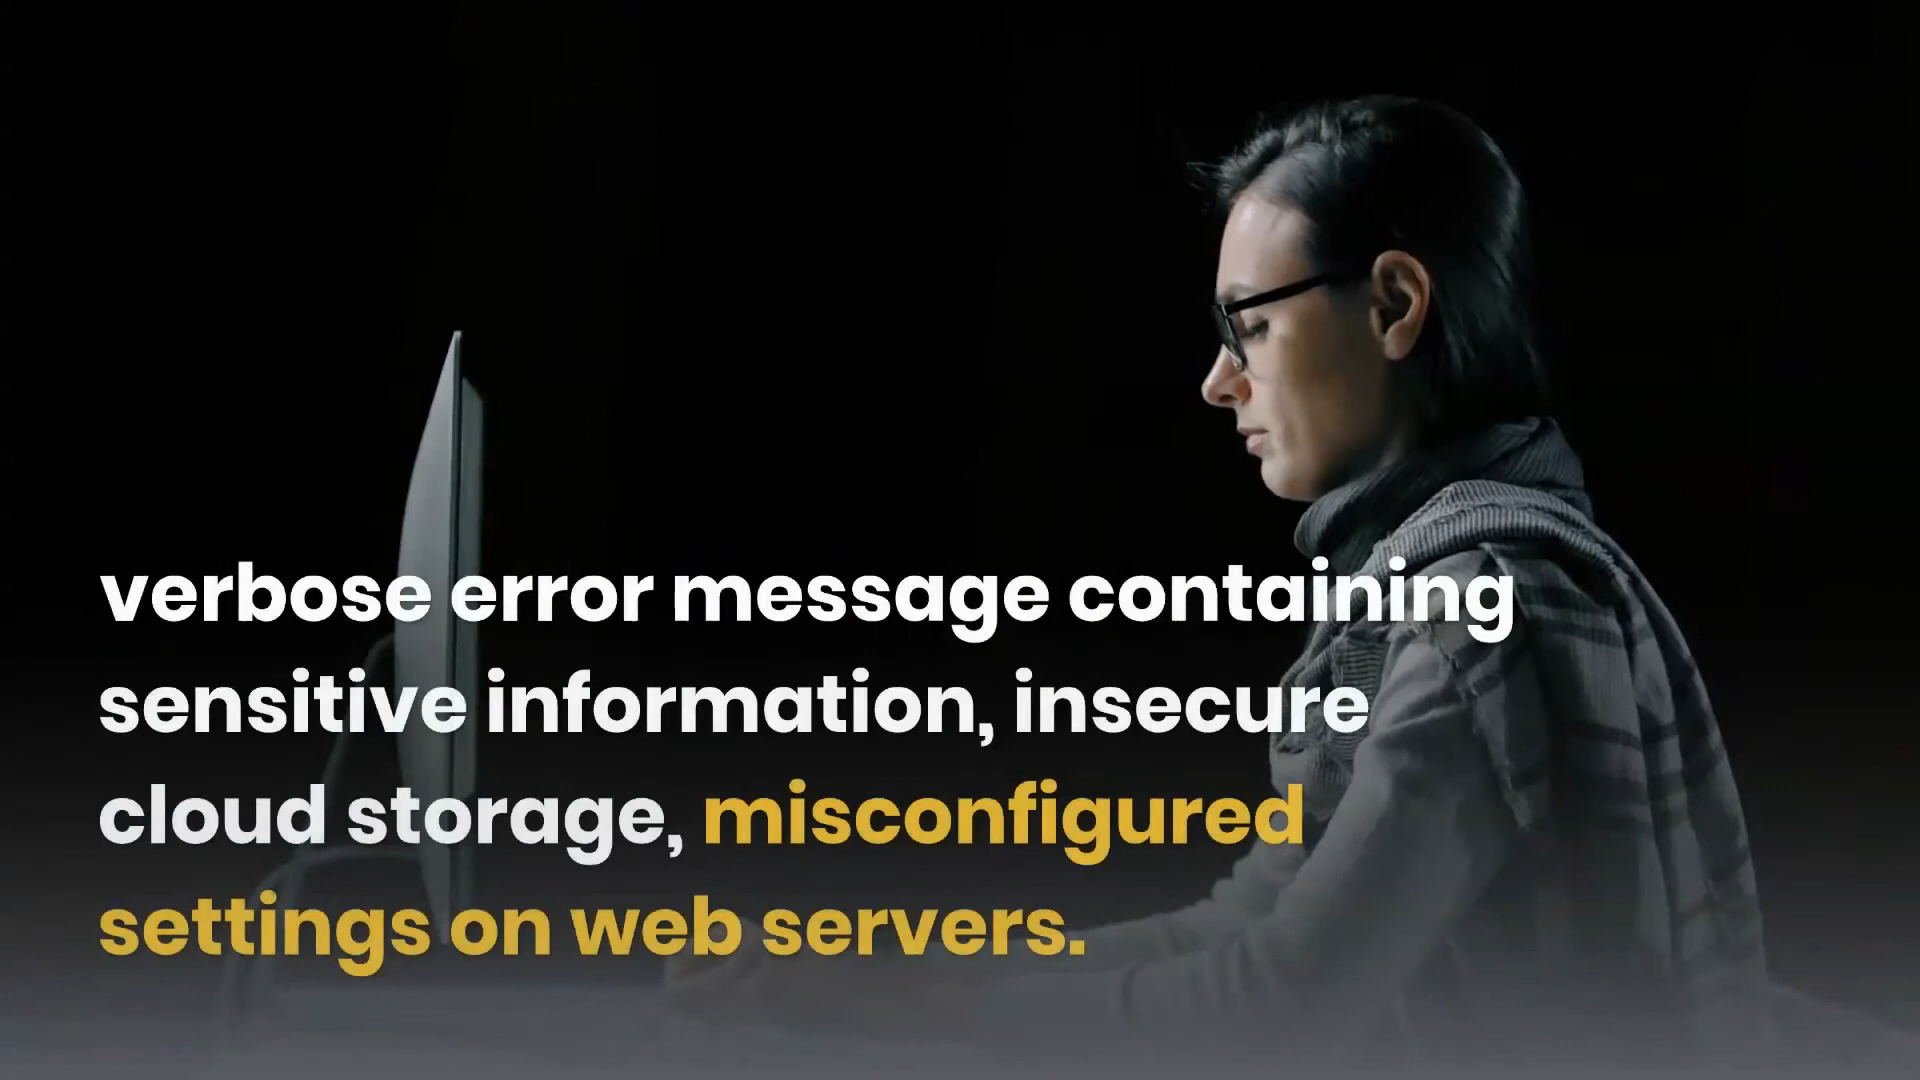 verbose error message containing
sensitive information, insecure
cloud storage, misconfigured
settings on web servers.